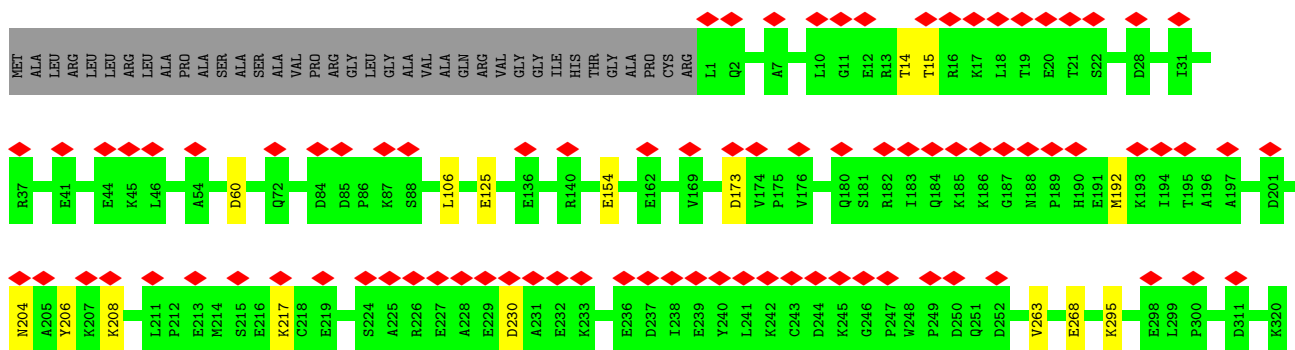 MET ALA LEU ARG LEU LEU ARG LEU ALA PRO ALA SER ALA SER ALA VAL PRO ARG GLY LEU GLY ALA VAL ALA GLN ARG VAL GLY GLY ILE HIS THR GLY ALA PRO CYS ARG L1 Q2 A7 L10 G11 E12 R13 T14 T15 R16 K17 L18 T19 E20 T21 S22 D28 I31
R37 E41 E44 K45 L46 A54 D60 Q72 D84 D85 P86 K87 S88 L106 E125 E136 R140 E154 E162 V169 D173 V174 P175 V176 Q180 S181 R182 I183 Q184 K185 K186 G187 N188 P189 H190 E191 M192 K193 I194 T195 A196 A197 D201
N204 A205 Y206 K207 K208 L211 P212 E213 M214 S215 E216 K217 C218 E219 S224 A225 R226 E227 A228 E229 D230 A231 E232 K233 E236 D237 I238 E239 Y240 L241 K242 C243 D244 K245 G246 P247 W248 P249 D250 Q251 D252 V263 E268 K295 E298 L299 P300 D311 K320